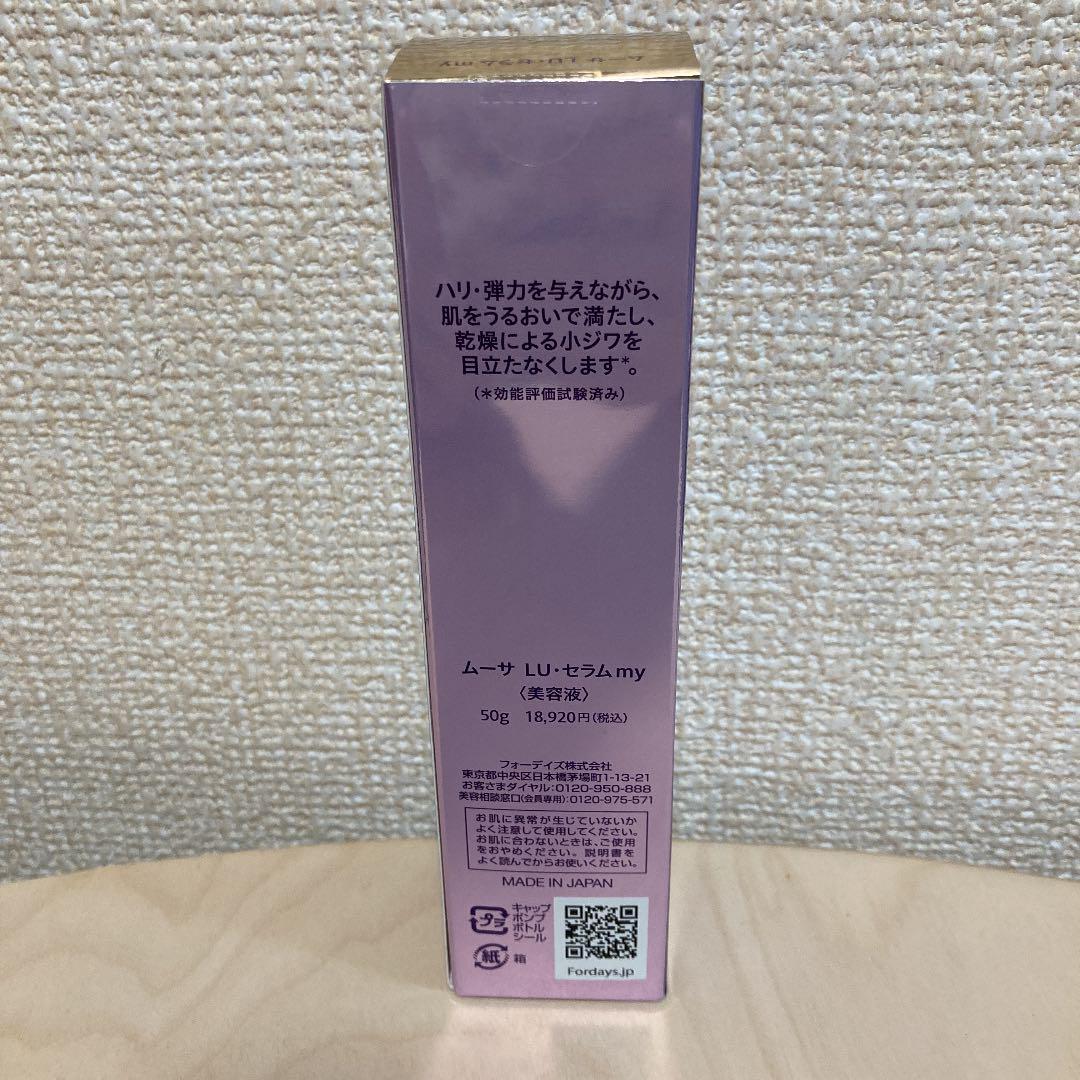 ムーサ LU・セラム my
ハリ・弾力を与えながら、
肌をうるおいで満たし、
乾燥による小ジワを
目立たなくします*。
(*効能評価試験済み)
ムーサ LU・セラムmy
〈美容液〉
50g 18,920円(税込)
フォーデイズ株式会社
東京都中央区日本橋茅場町1-13-21
お客さまダイヤル:0120-950-888
美容相談窓口(会員専用):0120-975-571
お肌に異常が生じていないか
よく注意して使用してください。
お肌に合わないときは、ご使用
をおやめください。説明書を
よく読んでからお使いください。
MADE IN JAPAN
プラ
キャップ
ポンプ
ボトル
シール
紙 箱
Fordays.jp